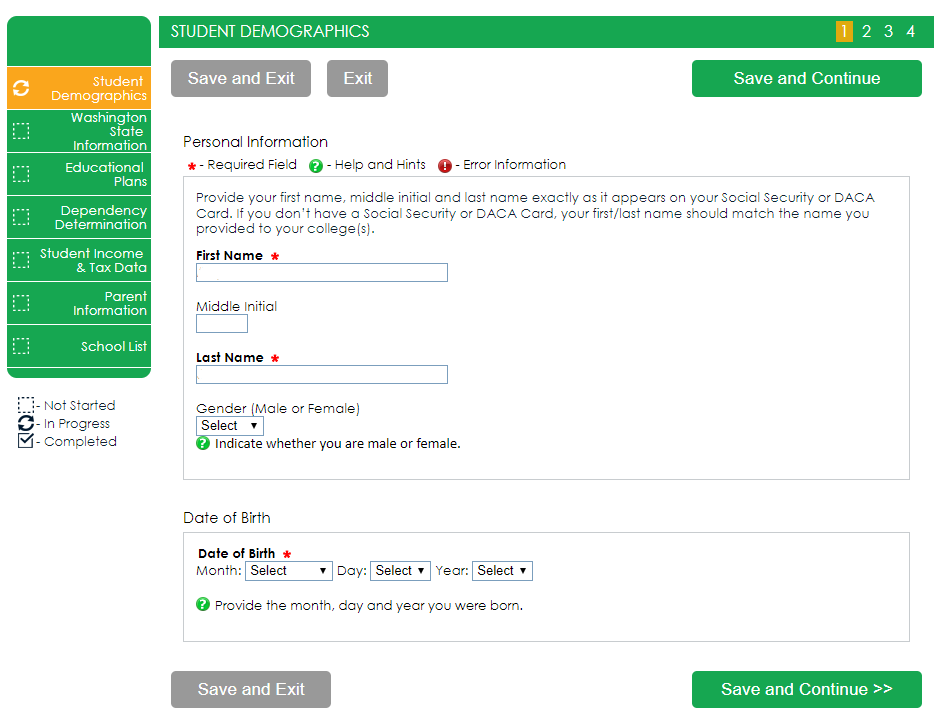 STUDENT DEMOGRAPHICS
1 2 3 4
Student
Demographics
Washington
State
Information
Educational
Plans
Dependency
Determination
Student Income
& Tax Data
Parent
Information
School List
- Not Started
- In Progress
- Completed
Save and Exit
Exit
Save and Continue
Personal Information
* - Required Field ? - Help and Hints ! - Error Information
Provide your first name, middle initial and last name exactly as it appears on your Social Security or DACA
Card. If you don't have a Social Security or DACA Card, your first/last name should match the name you
provided to your college(s).
First Name *
Middle Initial
Last Name *
Gender (Male or Female)
Select
? Indicate whether you are male or female.
Date of Birth
Date of Birth *
Month: Select Day: Select Year: Select
? Provide the month, day and year you were born.
Save and Exit
Save and Continue >>